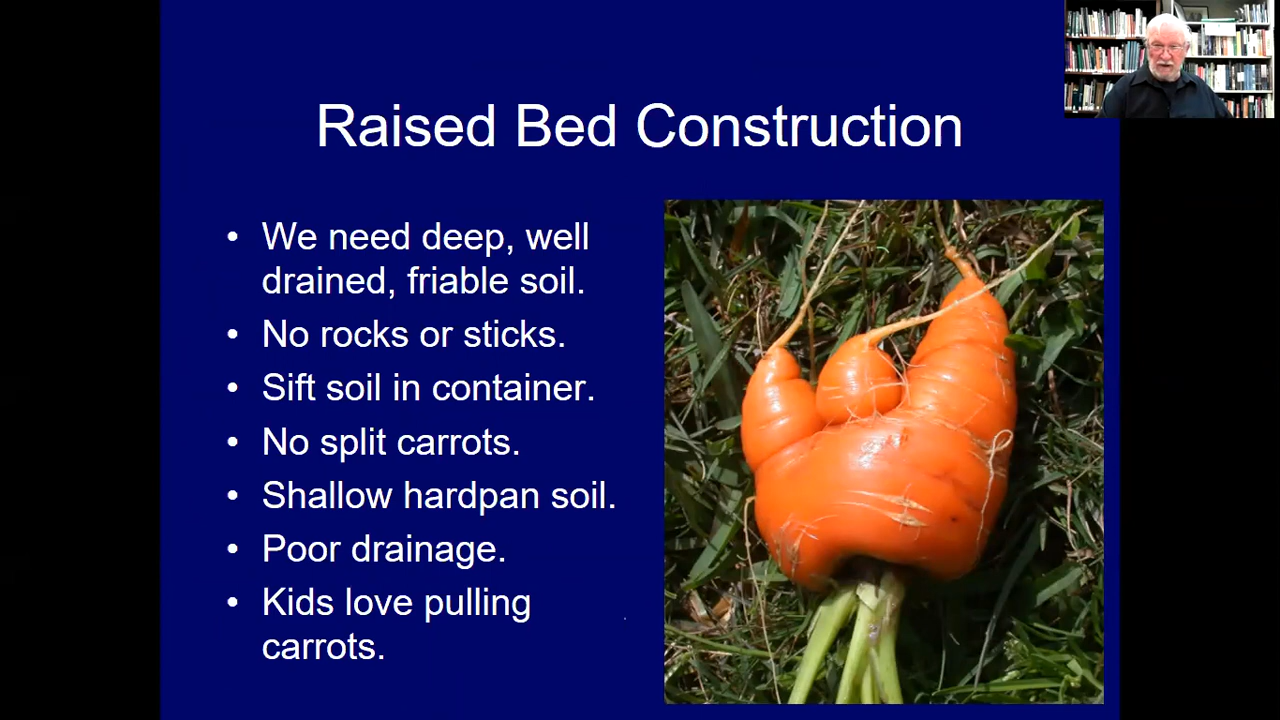 Raised Bed Construction
• We need deep, well
drained, friable soil.
• No rocks or sticks.
• Sift soil in container.
• No split carrots.
• Shallow hardpan soil.
• Poor drainage.
• Kids love pulling
carrots.